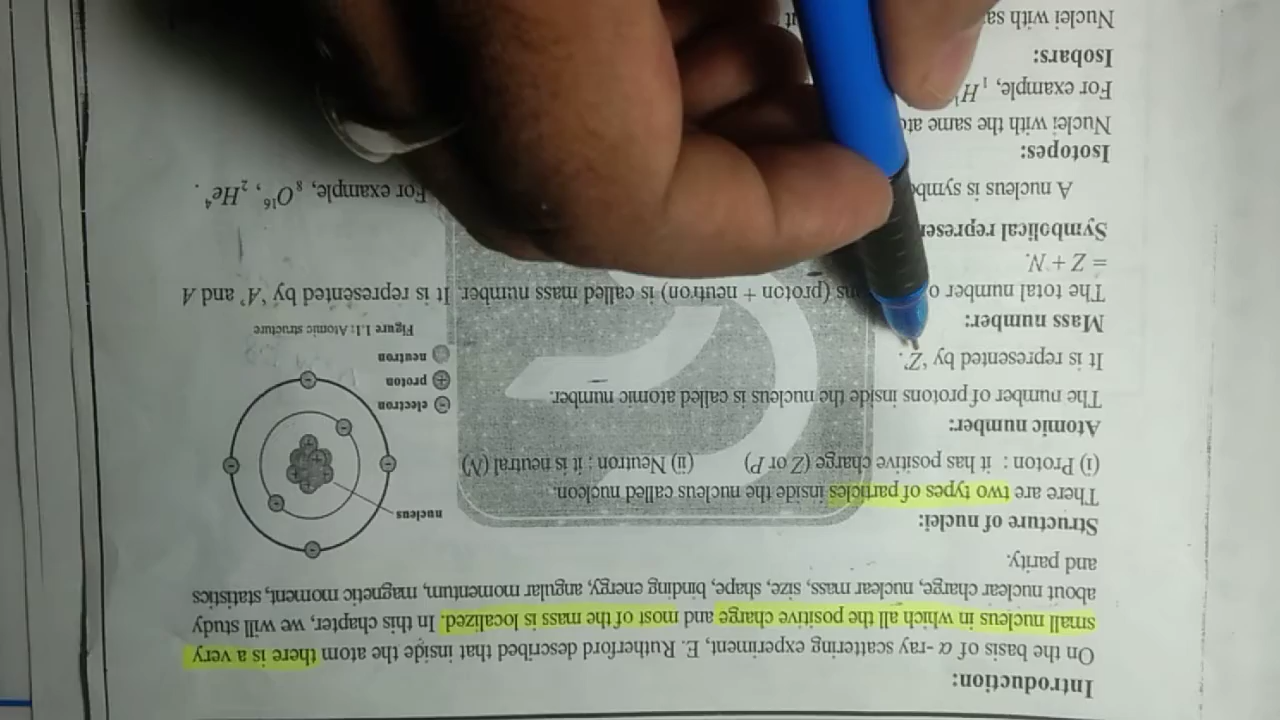 Introduction:
On the basis of α -ray scattering experiment, E. Rutherford described that inside the atom there is a very
small nucleus in which all the positive charge and most of the mass is localized. In this chapter, we will study
about nuclear charge, nuclear mass, size, shape, binding energy, angular momentum, magnetic moment, statistics
and parity.
Structure of nuclei:
There are two types of particles inside the nucleus called nucleon.
(i) Proton : it has positive charge (Z or P) (ii) Neutron ; it is neutral (N)
Atomic number:
The number of protons inside the nucleus is called atomic number.
It is represented by 'Z'.
nucleus
electron
proton
neutron
Figure 1.1: Atomic structure
Mass number:
The total number (proton + neutron) is called mass number. It is represented by 'A' and A
= Z + N.
Symbolical
A nucleus is
For example, ₈O¹⁶, ₂He⁴.
Isotopes:
Nuclei with the same
For example, ₁H¹
Isobars:
Nuclei with